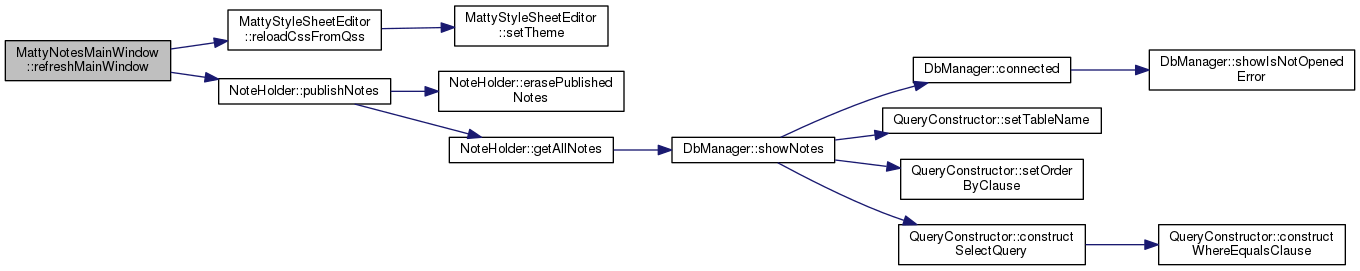 MattyNotesMainWindow
::refreshMainWindow
MattyStyleSheetEditor
::reloadCssFromQss
MattyStyleSheetEditor
::setTheme
NoteHolder::publishNotes
NoteHolder::erasePublished
Notes
NoteHolder::getAllNotes
DbManager::showNotes
DbManager::connected
DbManager::showIsNotOpened
Error
QueryConstructor::setTableName
QueryConstructor::setOrder
ByClause
QueryConstructor::construct
SelectQuery
QueryConstructor::construct
WhereEqualsClause